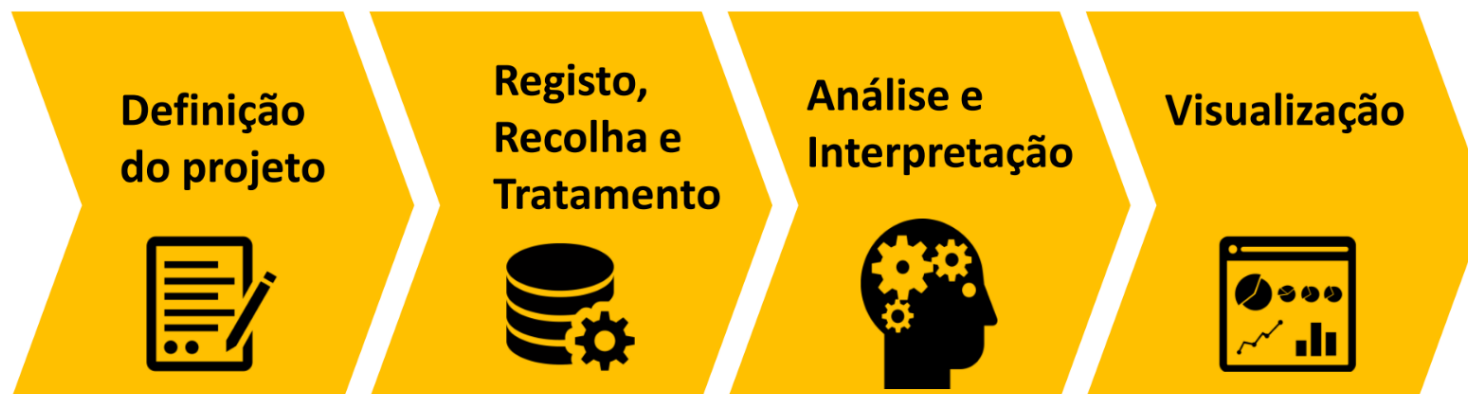 Definição
do projeto
Registo,
Recolha e
Tratamento
Análise e
Interpretação
Visualização